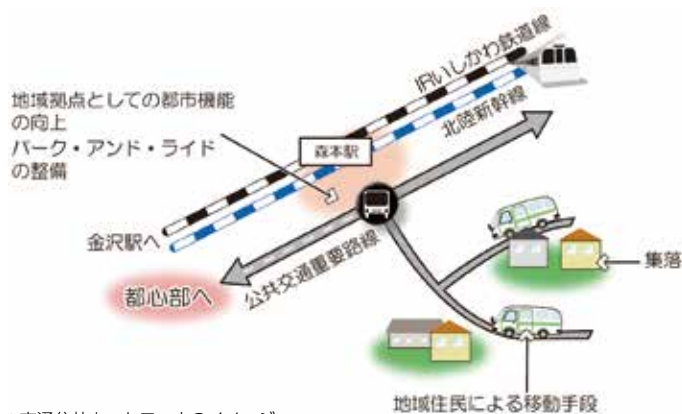 IRいしかわ鉄道線
地域拠点としての都市機能
の向上
パーク・アンド・ライド
の整備
北陸新幹線
森本駅
金沢駅へ
公共交通重要路線
都心部へ
集落
地域住民による移動手段